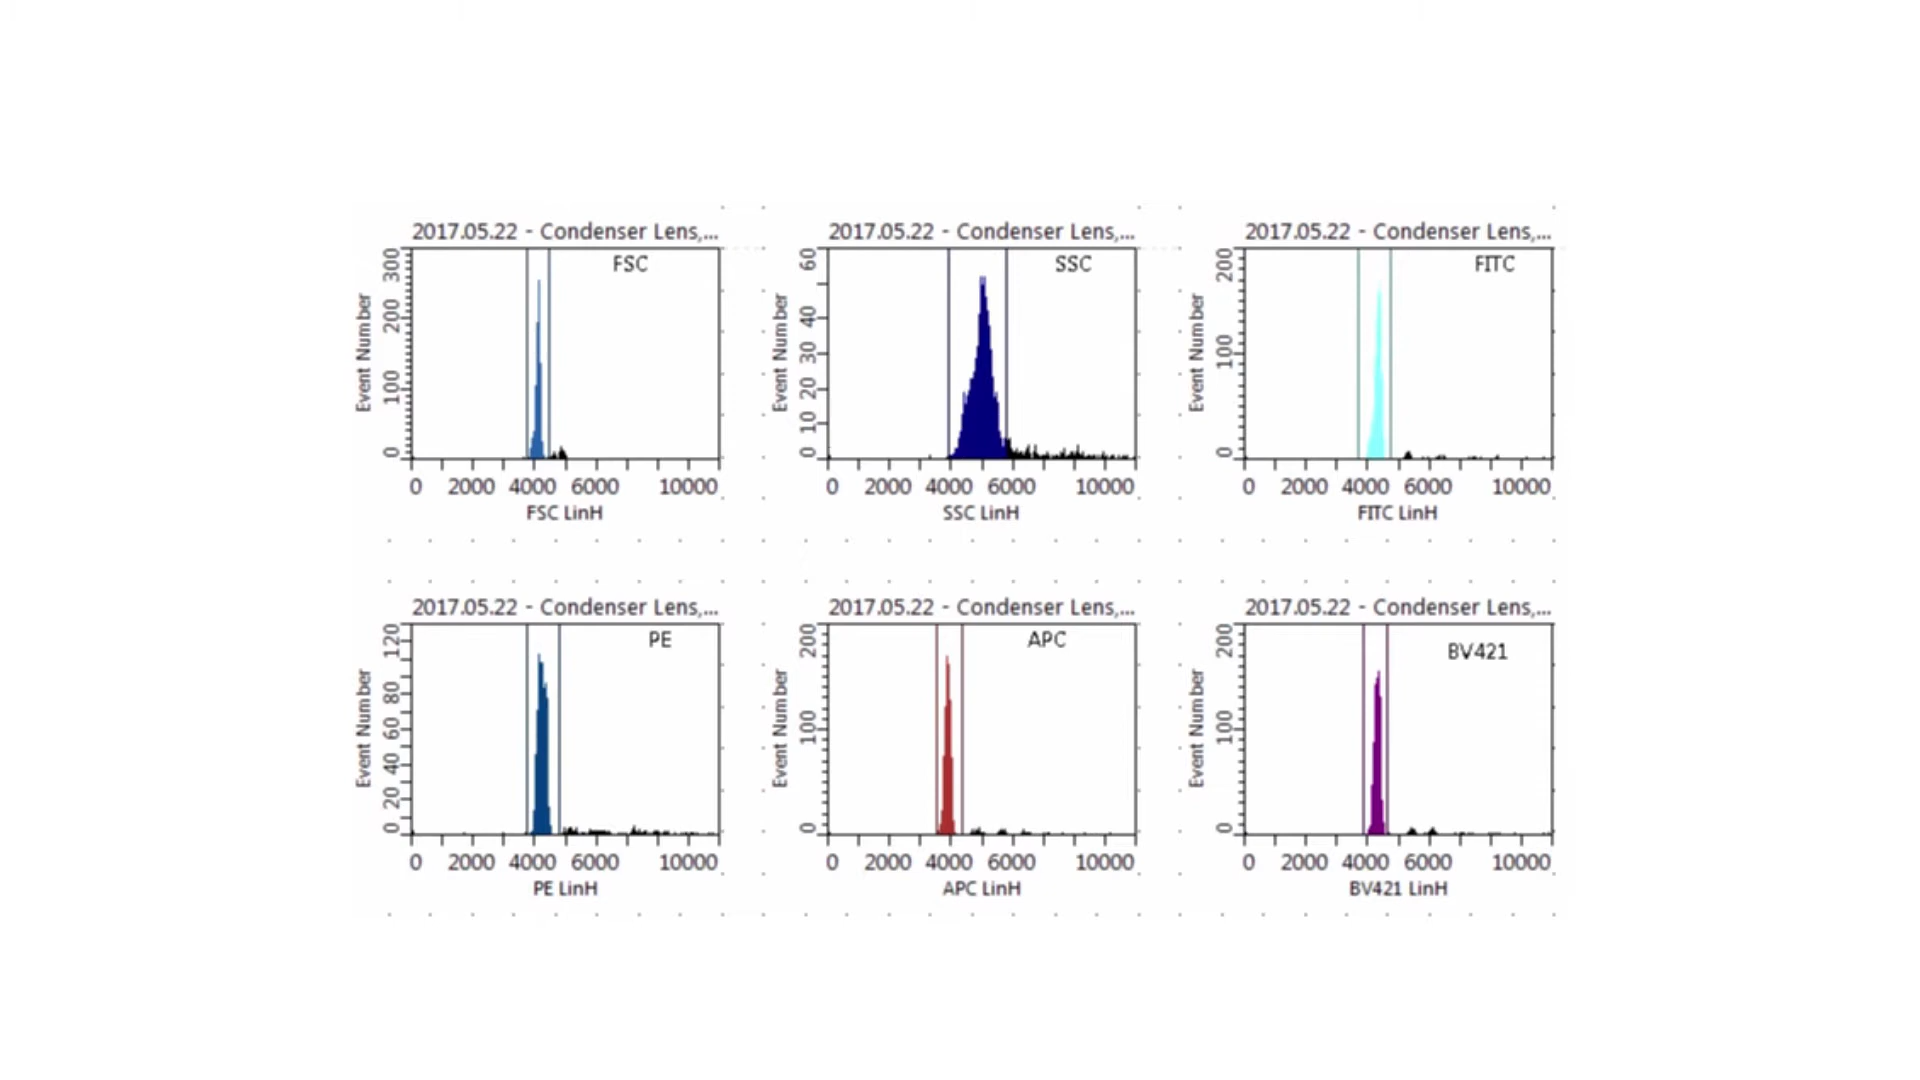 2017.05.22 - Condenser Lens,... 2017.05.22 - Condenser Lens,... 2017.05.22 - Condenser Lens,...
FSC
Event Number
300
200
100
0
0 2000 4000 6000 10000
FSC LinH
SSC
Event Number
60
40
30
20
10
0
0 2000 4000 6000 10000
SSC LinH
FITC
Event Number
200
100
0
0 2000 4000 6000 10000
FITC LinH
2017.05.22 - Condenser Lens,... 2017.05.22 - Condenser Lens,... 2017.05.22 - Condenser Lens,...
PE
Event Number
120
80
60
40
20
0
0 2000 4000 6000 10000
PE LinH
APC
Event Number
200
100
0
0 2000 4000 6000 10000
APC LinH
BV421
Event Number
200
100
0
0 2000 4000 6000 10000
BV421 LinH